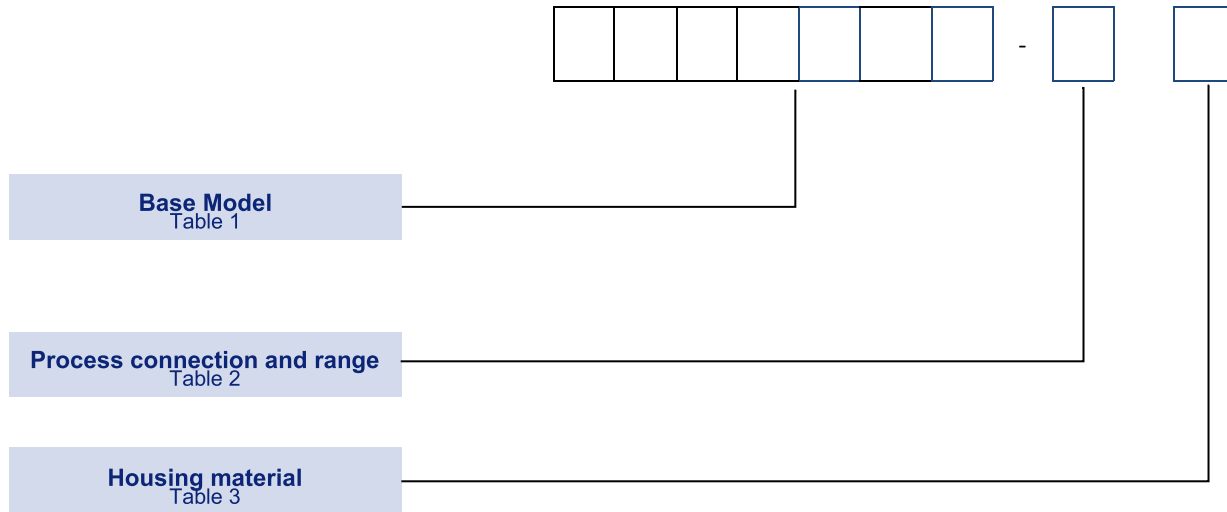 -
Base Model
Table 1
Process connection and range
Table 2
Housing material
Table 3